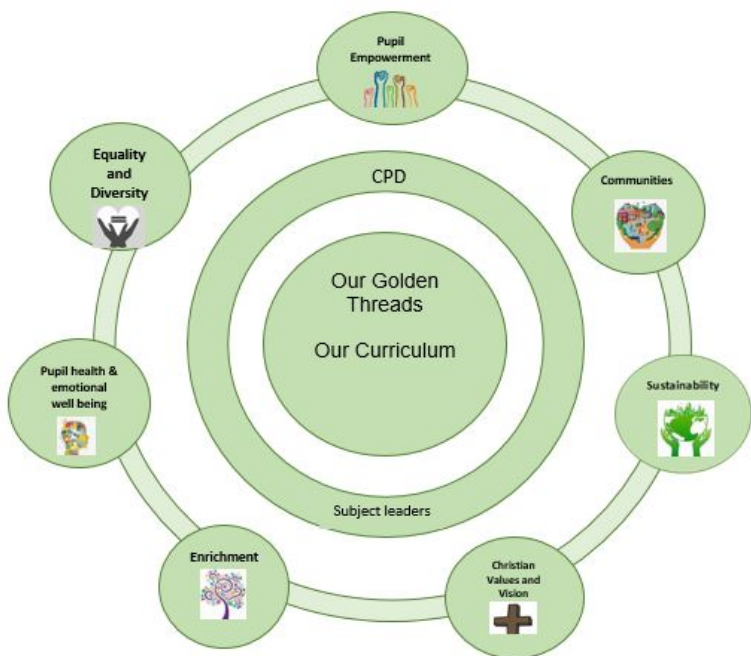 Pupil
Empowerment
Equality
and
Diversity
CPD
Communities
Our Golden
Threads
Our Curriculum
Pupil health &
emotional
well being
Sustainability
Subject leaders
Enrichment
Christian
Values and
Vision